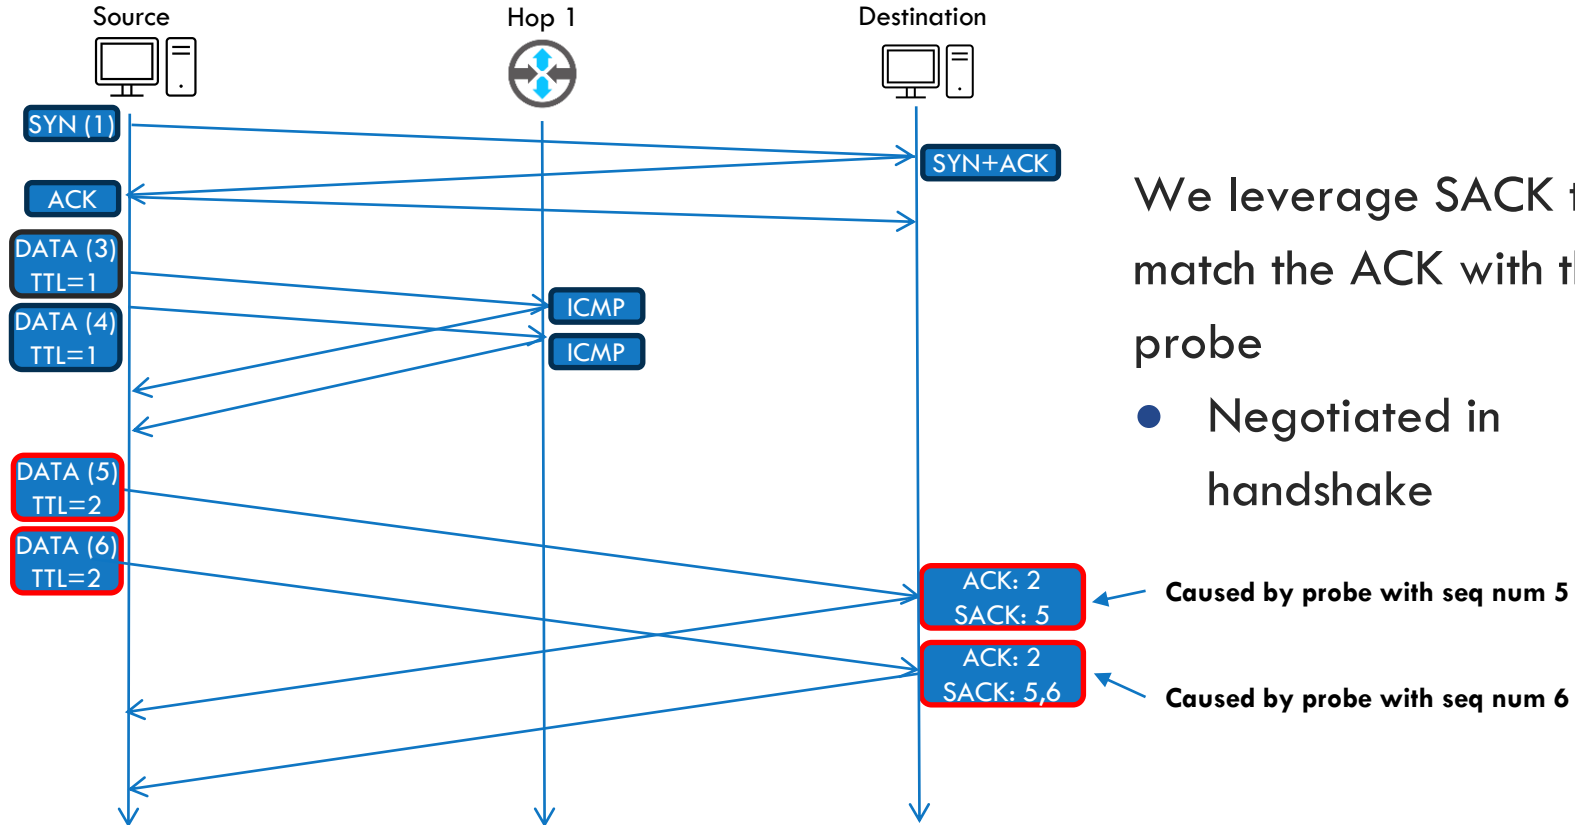 Source
Hop 1
Destination
SYN (1)
SYN+ACK
ACK
DATA (3)
TTL=1
ICMP
DATA (4)
TTL=1
ICMP
DATA (5)
TTL=2
DATA (6)
TTL=2
ACK: 2
SACK: 5
Caused by probe with seq num 5
ACK: 2
SACK: 5,6
Caused by probe with seq num 6
We leverage SACK
match the ACK with
probe
● Negotiated in
handshake